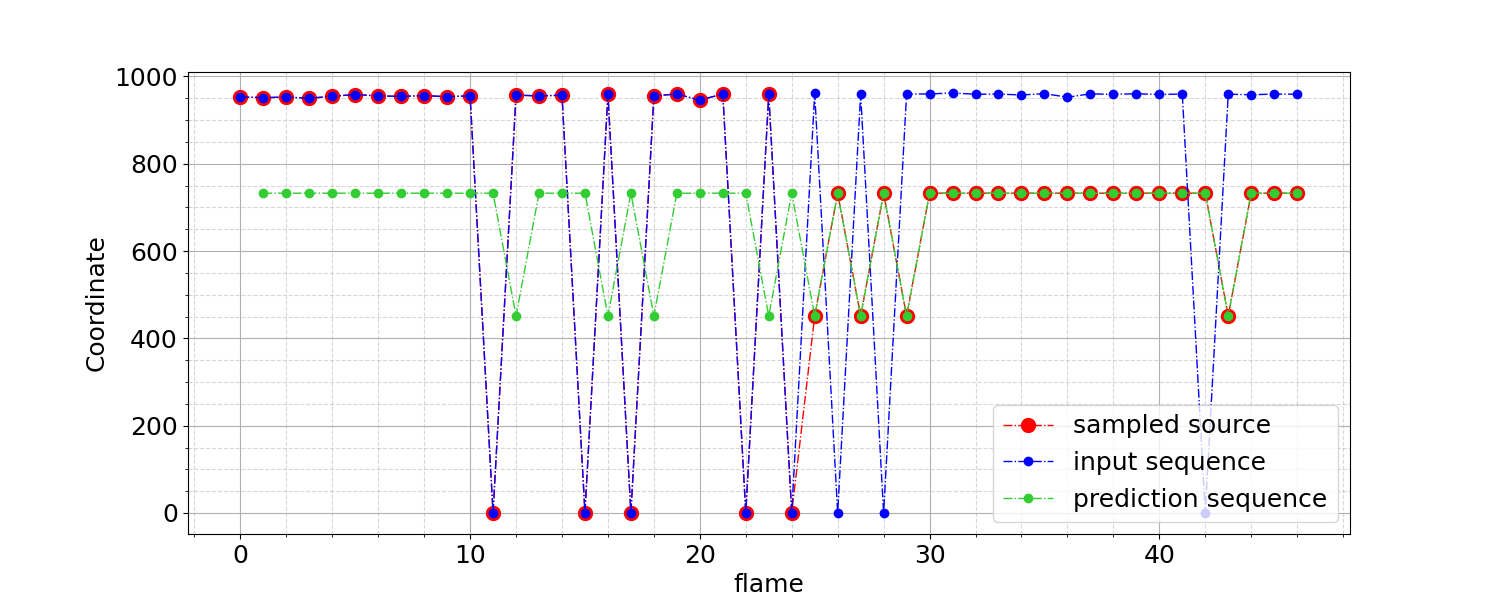 1000
800
600
400
200
0
Coordinate
sampled source
input sequence
prediction sequence
0 10 20 30 40
flame